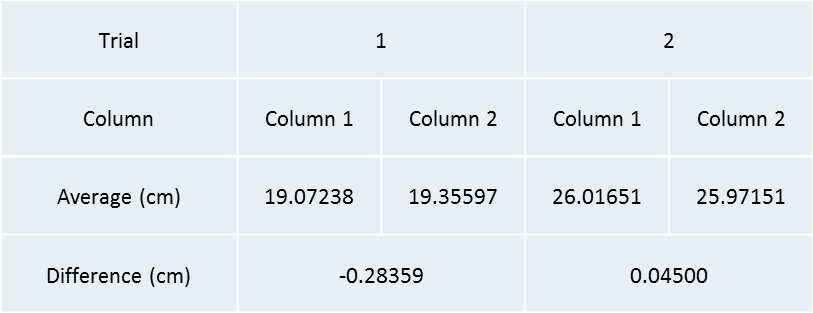 Trial 1 2
Column Column 1 Column 2 Column 1 Column 2
Average (cm) 19.07238 19.35597 26.01651 25.97151
Difference (cm) -0.28359 0.04500